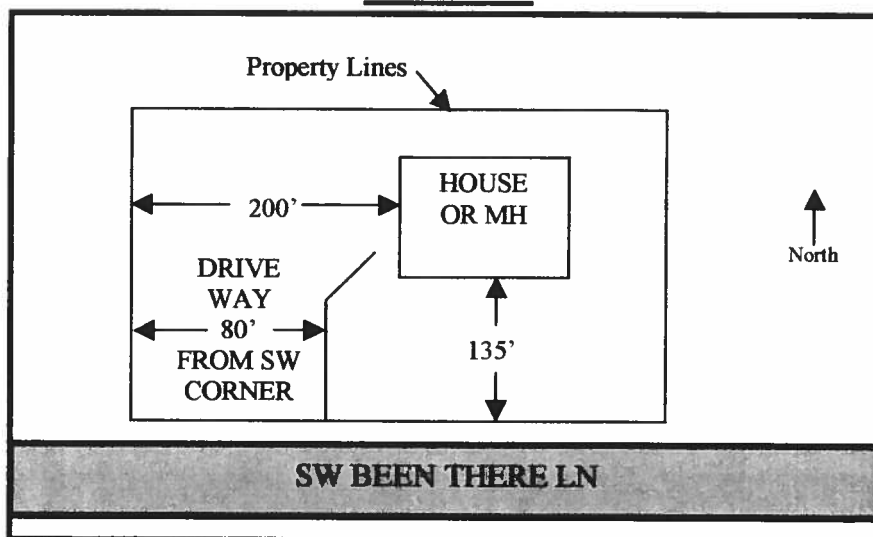 Property Lines
HOUSE
OR MH
200’
North
DRIVE
WAY
80’
FROM SW
CORNER
135’
SW BEEN THERE LN